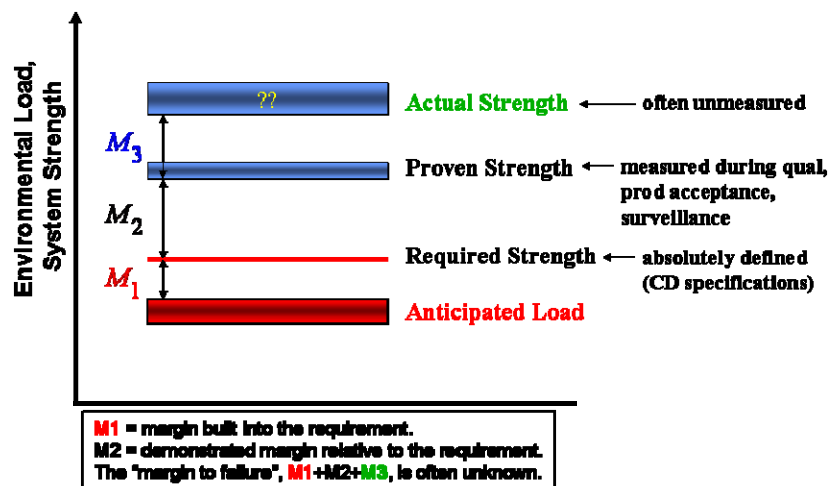 Environmental Load,
System Strength
??
Actual Strength
often unmeasured
M3
Proven Strength
measured during qual,
prod acceptance,
surveillance
M2
Required Strength
absolutely defined
(CD specifications)
M1
Anticipated Load
M1 = margin built into the requirement.
M2 = demonstrated margin relative to the requirement.
The "margin to failure", M1+M2+M3, is often unknown.